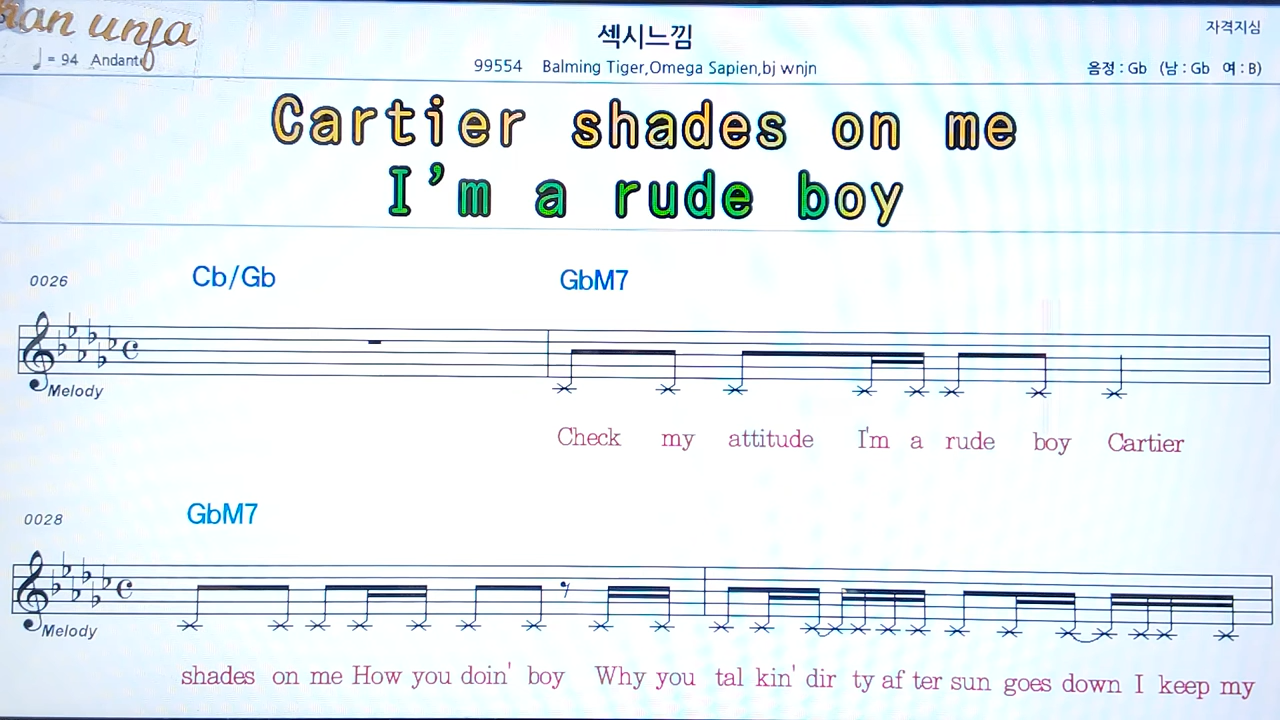 an unfa
♩ = 94 Andante
섹시느낌
자격지심
99554 Balming Tiger,Omega Sapien,bj wnjn
음정 : Gb (남 : Gb 여 : B)
Cartier shades on me
I'm a rude boy
0026
Cb/Gb
GbM7
Melody
Check my attitude I'm a rude boy Cartier
0028
GbM7
Melody
shades on me How you doin' boy Why you tal kin' dir ty af ter sun goes down I keep my